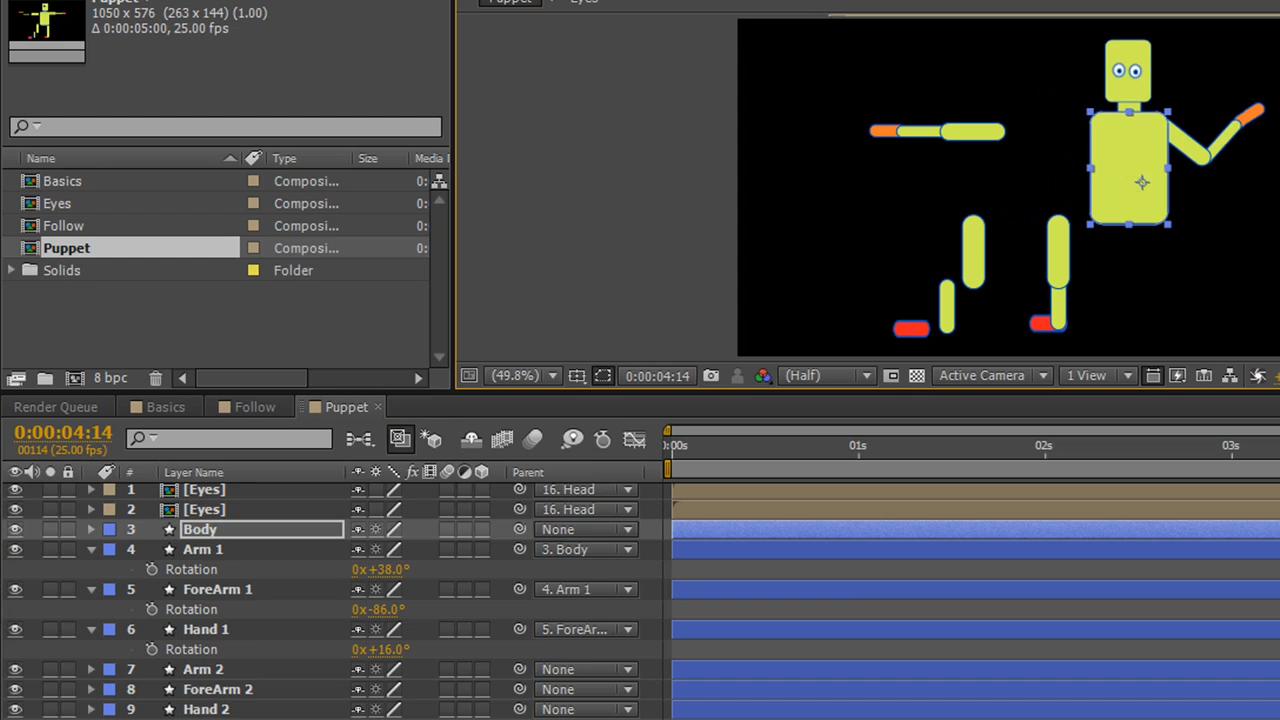 Puppet
1050 x 576 (263 x 144) (1.00)
Δ 0:00:05:00, 25.00 fps
Puppet
Eyes
Name Type Size Media
Basics Composi... 0:
Eyes Composi... 0:
Follow Composi... 0:
Puppet Composi... 0:
Solids Folder
8 bpc
(49.8%) 0:00:04:14 (Half) Active Camera 1 View
Render Queue Basics Follow Puppet ×
0:00:04:14
00114 (25.00 fps)
0:00s 01s 02s 03s
# Layer Name fx Parent
1 [Eyes] 16. Head
2 [Eyes] 16. Head
3 Body None
4 Arm 1 3. Body
Rotation 0x+38.0°
5 ForeArm 1 4. Arm 1
Rotation 0x-86.0°
6 Hand 1 5. ForeAr...
Rotation 0x+16.0°
7 Arm 2 None
8 ForeArm 2 None
9 Hand 2 None